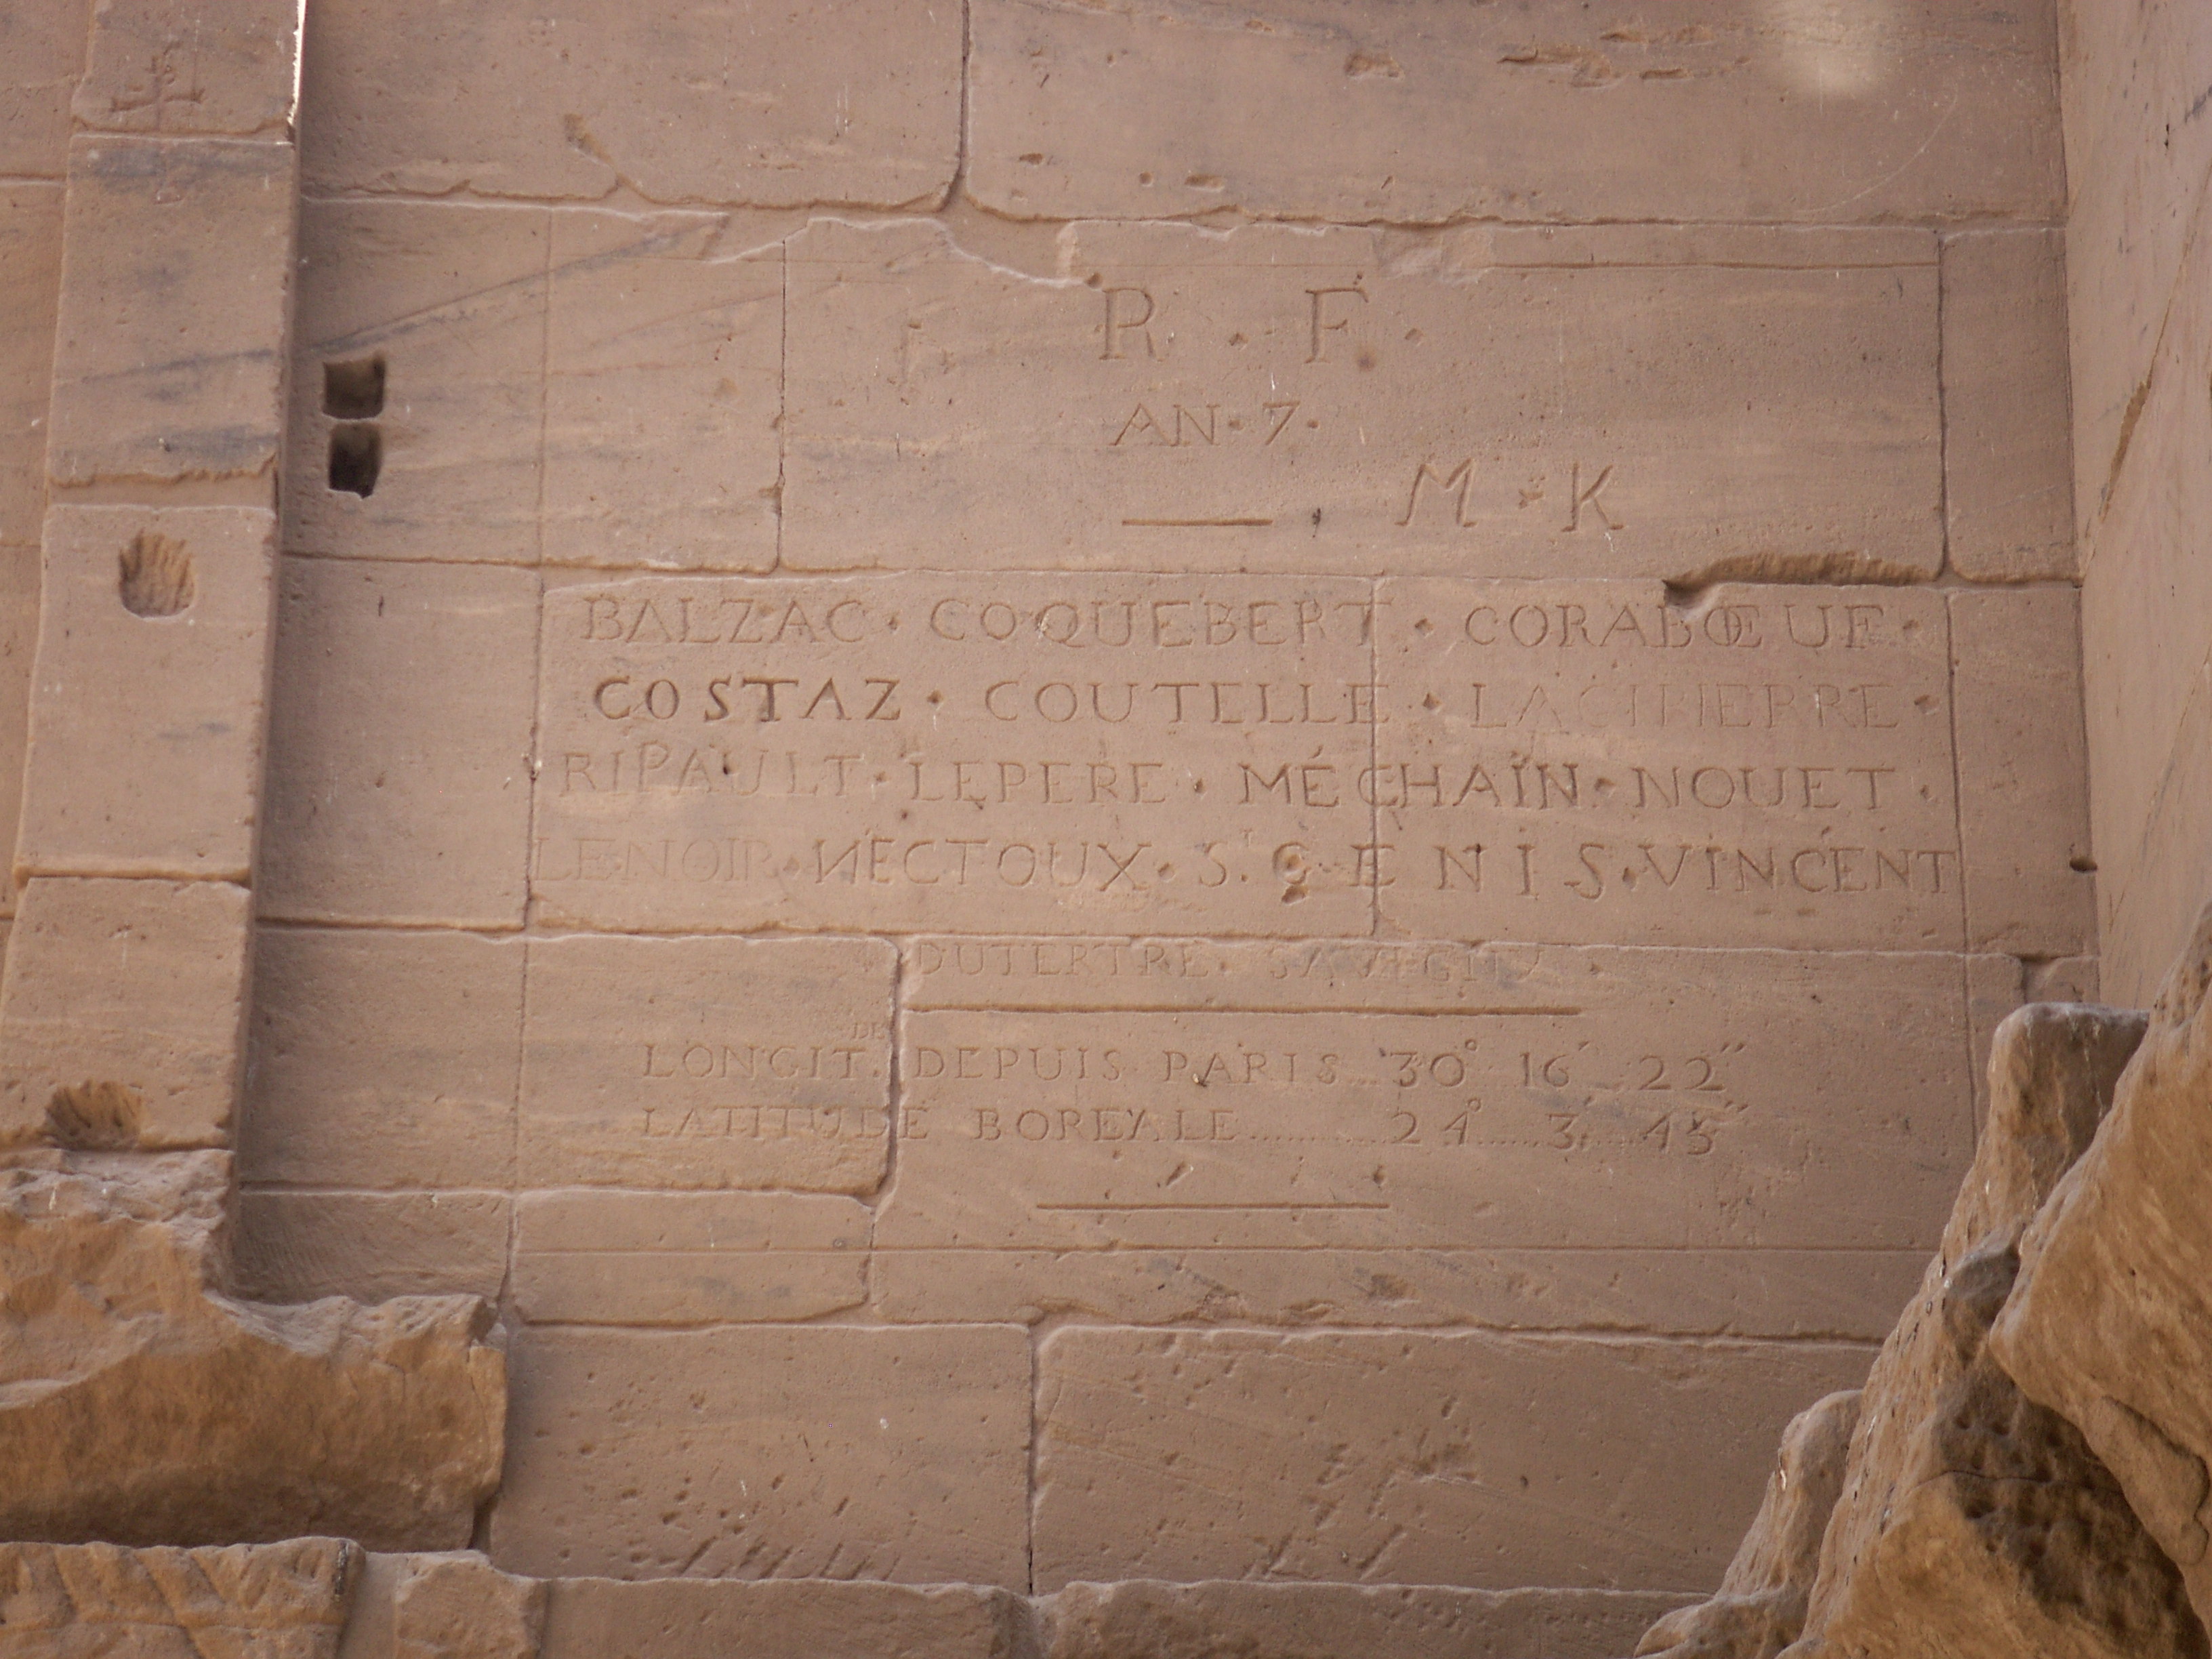 R. F.
AN. 7.
M. K
BALZAC. COQUEBERT. CORABŒUF.
COSTAZ. COUTELLE. LACIPIERRE.
RIPAULT. LEPERE. MÉCHAIN. NOUET.
LENOIR. NECTOUX. S.T GENIS. VINCENT
DUTERTRE. SAVIGNY.
DE
LONGIT. DEPUIS PARIS...30° 16′ 22″
LATITUDE BOREALE............24°......3′......45″